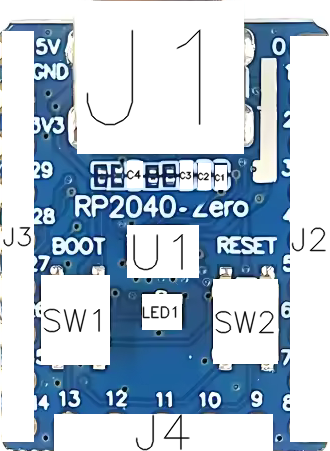 J1
5V
0
GND
1
3V3
2
C4 C3 C2 C1
29
3
RP2040-Zero
28
4
J3
BOOT
U1
RESET
J2
27
5
SW1
LED1
SW2
6
7
14
13
12
11
10
9
8
J4